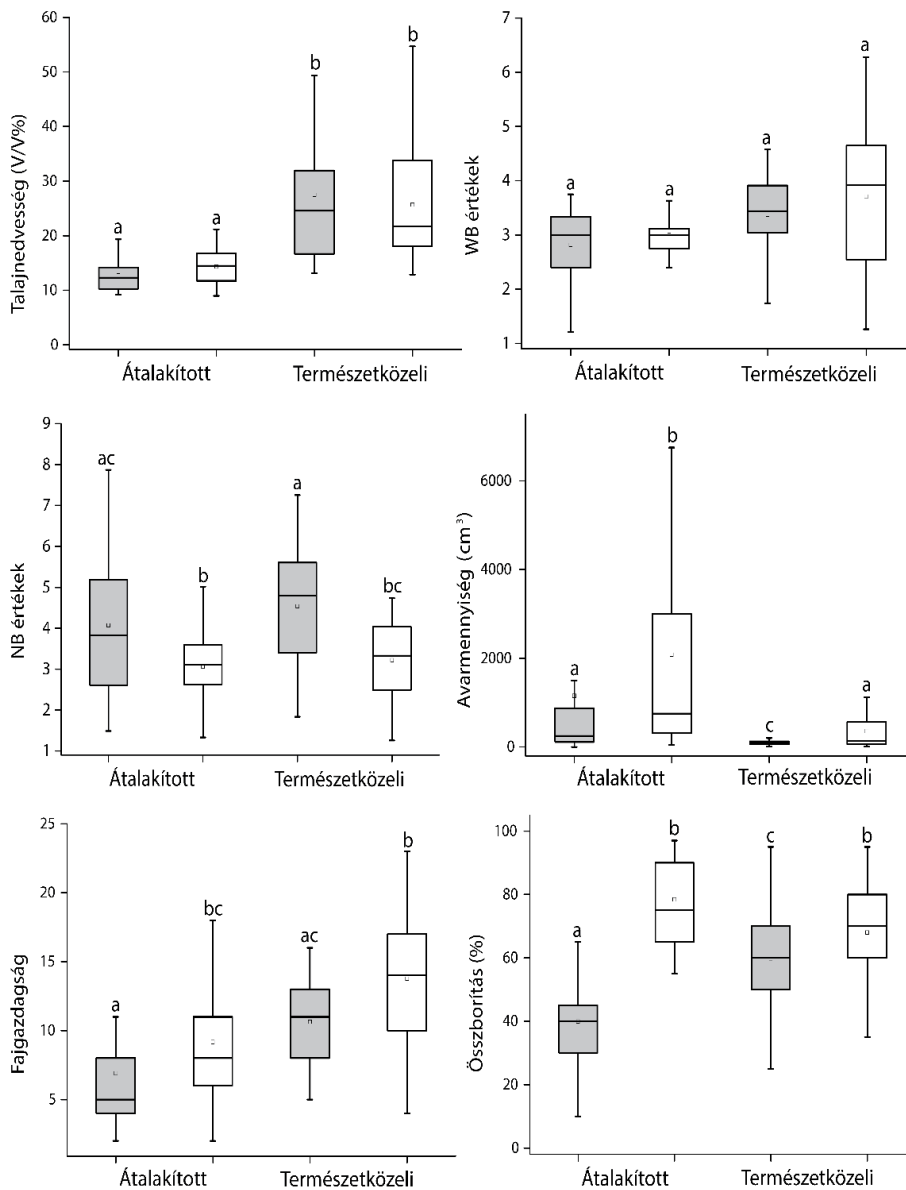 60
50
40
30
20
10
0
Talajnedvesség (V/V%)
a
a
b
b
Átalakított
Természetközeli
7
6
5
4
3
2
1
WB értékek
a
a
a
a
Átalakított
Természetközeli
9
8
7
6
5
4
3
2
1
NB értékek
ac
b
a
bc
Átalakított
Természetközeli
6000
4000
2000
0
Avarmennyiség (cm³)
a
b
c
a
Átalakított
Természetközeli
25
20
15
10
5
Fajgazdagság
a
bc
ac
b
Átalakított
Természetközeli
100
80
60
40
20
0
Összborítás (%)
a
b
c
b
Átalakított
Természetközeli